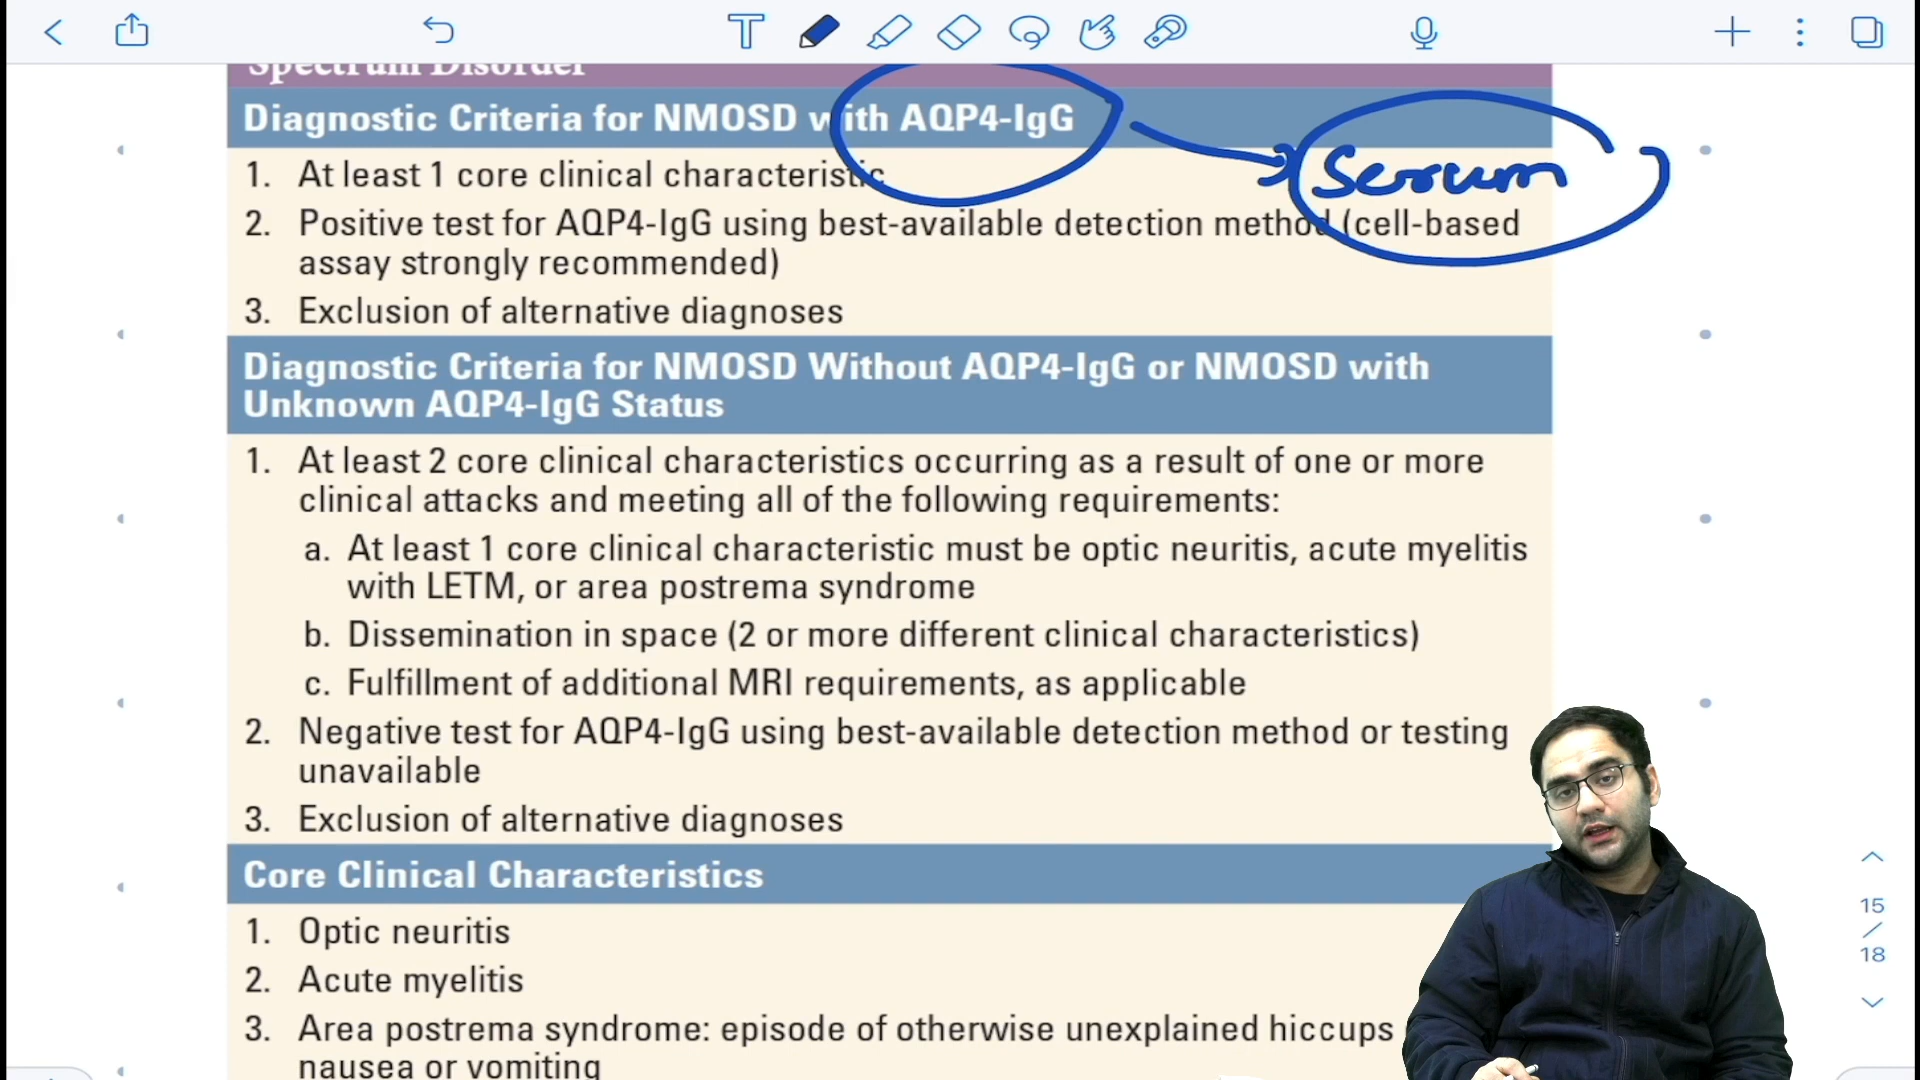 Spectrum Disorder
Diagnostic Criteria for NMOSD with AQP4-IgG
Serum
1. At least 1 core clinical characteristic
2. Positive test for AQP4-IgG using best-available detection method (cell-based
assay strongly recommended)
3. Exclusion of alternative diagnoses
Diagnostic Criteria for NMOSD Without AQP4-IgG or NMOSD with
Unknown AQP4-IgG Status
1. At least 2 core clinical characteristics occurring as a result of one or more
clinical attacks and meeting all of the following requirements:
a. At least 1 core clinical characteristic must be optic neuritis, acute myelitis
with LETM, or area postrema syndrome
b. Dissemination in space (2 or more different clinical characteristics)
c. Fulfillment of additional MRI requirements, as applicable
2. Negative test for AQP4-IgG using best-available detection method or testing
unavailable
3. Exclusion of alternative diagnoses
Core Clinical Characteristics
1. Optic neuritis
2. Acute myelitis
3. Area postrema syndrome: episode of otherwise unexplained hiccups
nausea or vomiting
15
/
18